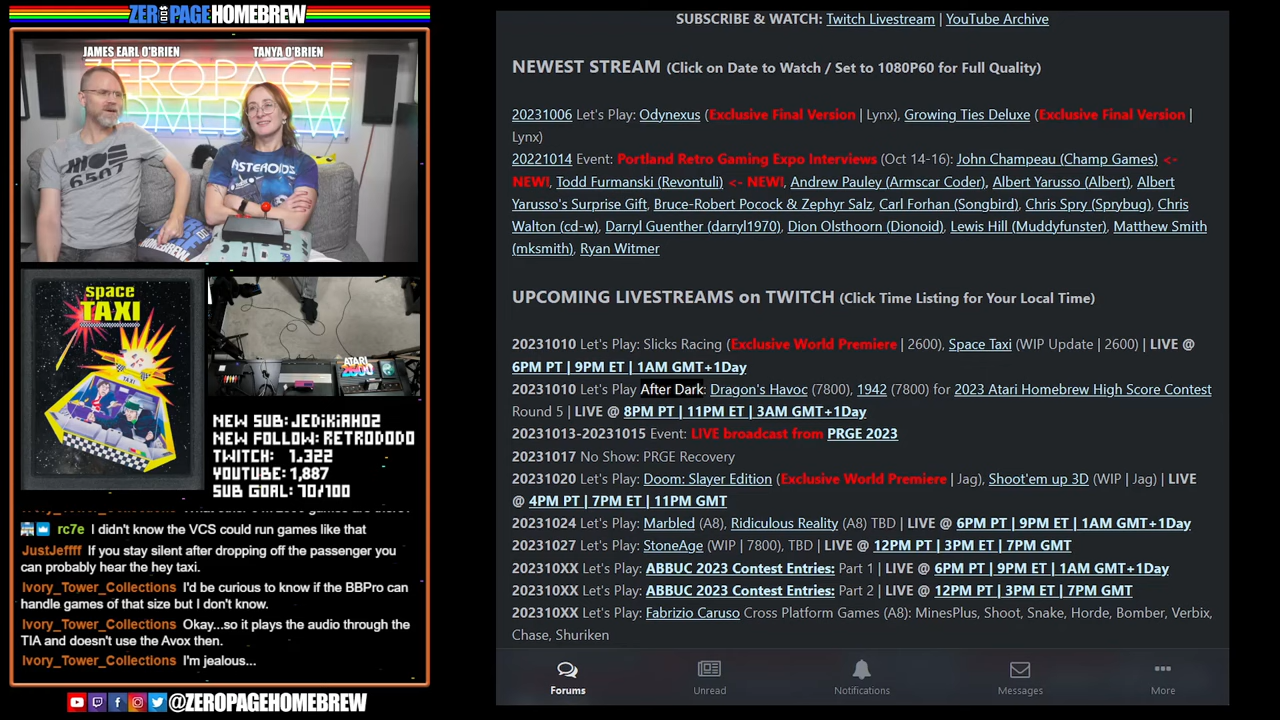 ZEROPAGEHOMEBREW
JAMES EARL O'BRIEN
TANYA O'BRIEN
ZEROPAGE
HOMEBREW
MOS
6507
ASTEROIDS
HOMEBREW
space
TAXI
TAXI
ATARI
2600
NEW SUB: JEDIKIAH02
NEW FOLLOW: RETRODODO
TWITCH: 1,322
YOUTUBE: 1,887
SUB GOAL: 70/100
rc7e I didn't know the VCS could run games like that
JustJeffff If you stay silent after dropping off the passenger you
can probably hear the hey taxi.
Ivory_Tower_Collections I'd be curious to know if the BBPro can
handle games of that size but I don't know.
Ivory_Tower_Collections Okay...so it plays the audio through the
TIA and doesn't use the Avox then.
Ivory_Tower_Collections I'm jealous...
@ZEROPAGEHOMEBREW
SUBSCRIBE & WATCH: Twitch Livestream | YouTube Archive
NEWEST STREAM (Click on Date to Watch / Set to 1080P60 for Full Quality)
20231006 Let's Play: Odynexus (Exclusive Final Version | Lynx), Growing Ties Deluxe (Exclusive Final Version |
Lynx)
20221014 Event: Portland Retro Gaming Expo Interviews (Oct 14-16): John Champeau (Champ Games) <-
NEW!, Todd Furmanski (Revontuli) <- NEW!, Andrew Pauley (Armscar Coder), Albert Yarusso (Albert), Albert
Yarusso's Surprise Gift, Bruce-Robert Pocock & Zephyr Salz, Carl Forhan (Songbird), Chris Spry (Sprybug), Chris
Walton (cd-w), Darryl Guenther (darryl1970), Dion Olsthoorn (Dionoid), Lewis Hill (Muddyfunster), Matthew Smith
(mksmith), Ryan Witmer
UPCOMING LIVESTREAMS on TWITCH (Click Time Listing for Your Local Time)
20231010 Let's Play: Slicks Racing (Exclusive World Premiere | 2600), Space Taxi (WIP Update | 2600) | LIVE @
6PM PT | 9PM ET | 1AM GMT+1Day
20231010 Let's Play After Dark: Dragon's Havoc (7800), 1942 (7800) for 2023 Atari Homebrew High Score Contest
Round 5 | LIVE @ 8PM PT | 11PM ET | 3AM GMT+1Day
20231013-20231015 Event: LIVE broadcast from PRGE 2023
20231017 No Show: PRGE Recovery
20231020 Let's Play: Doom: Slayer Edition (Exclusive World Premiere | Jag), Shoot'em up 3D (WIP | Jag) | LIVE
@ 4PM PT | 7PM ET | 11PM GMT
20231024 Let's Play: Marbled (A8), Ridiculous Reality (A8) TBD | LIVE @ 6PM PT | 9PM ET | 1AM GMT+1Day
20231027 Let's Play: StoneAge (WIP | 7800), TBD | LIVE @ 12PM PT | 3PM ET | 7PM GMT
202310XX Let's Play: ABBUC 2023 Contest Entries: Part 1 | LIVE @ 6PM PT | 9PM ET | 1AM GMT+1Day
202310XX Let's Play: ABBUC 2023 Contest Entries: Part 2 | LIVE @ 12PM PT | 3PM ET | 7PM GMT
202310XX Let's Play: Fabrizio Caruso Cross Platform Games (A8): MinesPlus, Shoot, Snake, Horde, Bomber, Verbix,
Chase, Shuriken
Forums
Unread
Notifications
Messages
More